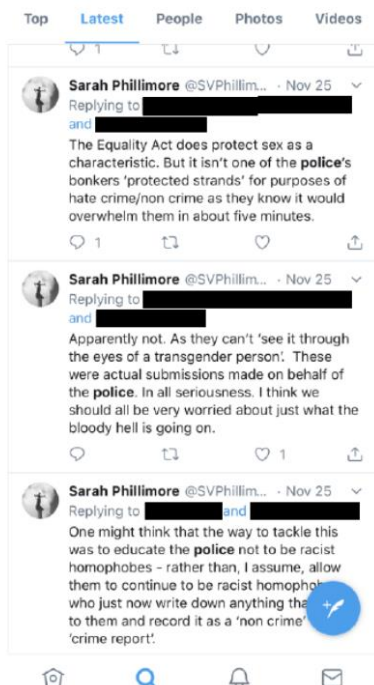 Top Latest People Photos Videos
1
Sarah Phillimore @SVPhillim... · Nov 25
Replying to
and
The Equality Act does protect sex as a
characteristic. But it isn't one of the police's
bonkers 'protected strands' for purposes of
hate crime/non crime as they know it would
overwhelm them in about five minutes.
1
Sarah Phillimore @SVPhillim... · Nov 25
Replying to
and
Apparently not. As they can't 'see it through
the eyes of a transgender person'. These
were actual submissions made on behalf of
the police. In all seriousness. I think we
should all be very worried about just what the
bloody hell is going on.
1
Sarah Phillimore @SVPhillim... · Nov 25
Replying to and
One might think that the way to tackle this
was to educate the police not to be racist
homophobes - rather than, I assume, allow
them to continue to be racist
who just now write down anything
to them and record it as a 'non crime'
'crime report'.